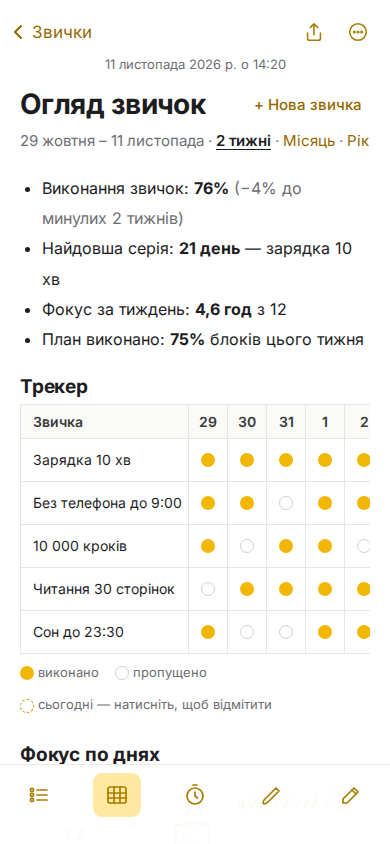 Звички
11 листопада 2026 р. о 14:20
Огляд звичок
+ Нова звичка
29 жовтня – 11 листопада · 2 тижні · Місяць · Рік
Виконання звичок: 76% (−4% до
минулих 2 тижнів)
Найдовша серія: 21 день — зарядка 10
хв
Фокус за тиждень: 4,6 год з 12
План виконано: 75% блоків цього тижня
Трекер
Звичка 29 30 31 1 2
Зарядка 10 хв
Без телефона до 9:00
10 000 кроків
Читання 30 сторінок
Сон до 23:30
виконано пропущено
сьогодні — натисніть, щоб відмітити
Фокус по днях